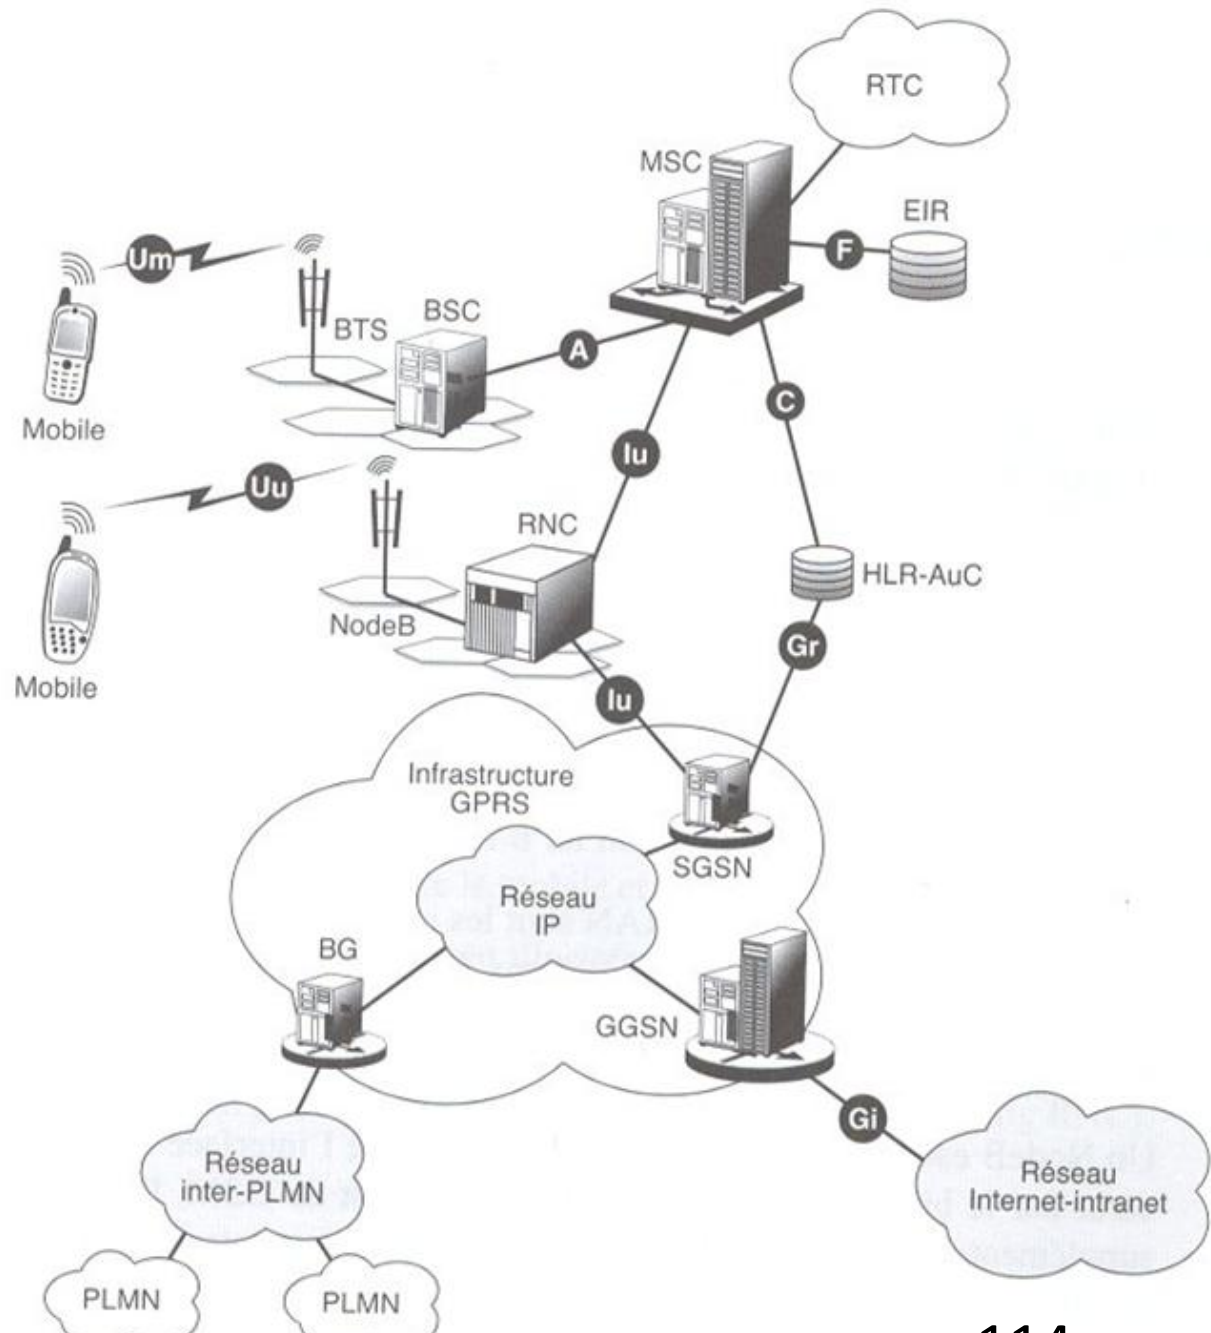 RTC
MSC
EIR
F
Um
BTS
BSC
A
Mobile
C
Iu
Uu
RNC
HLR-AuC
NodeB
Gr
Mobile
Iu
Infrastructure
GPRS
SGSN
Réseau
IP
BG
GGSN
Gi
Réseau
inter-PLMN
Réseau
Internet-intranet
PLMN
PLMN
114